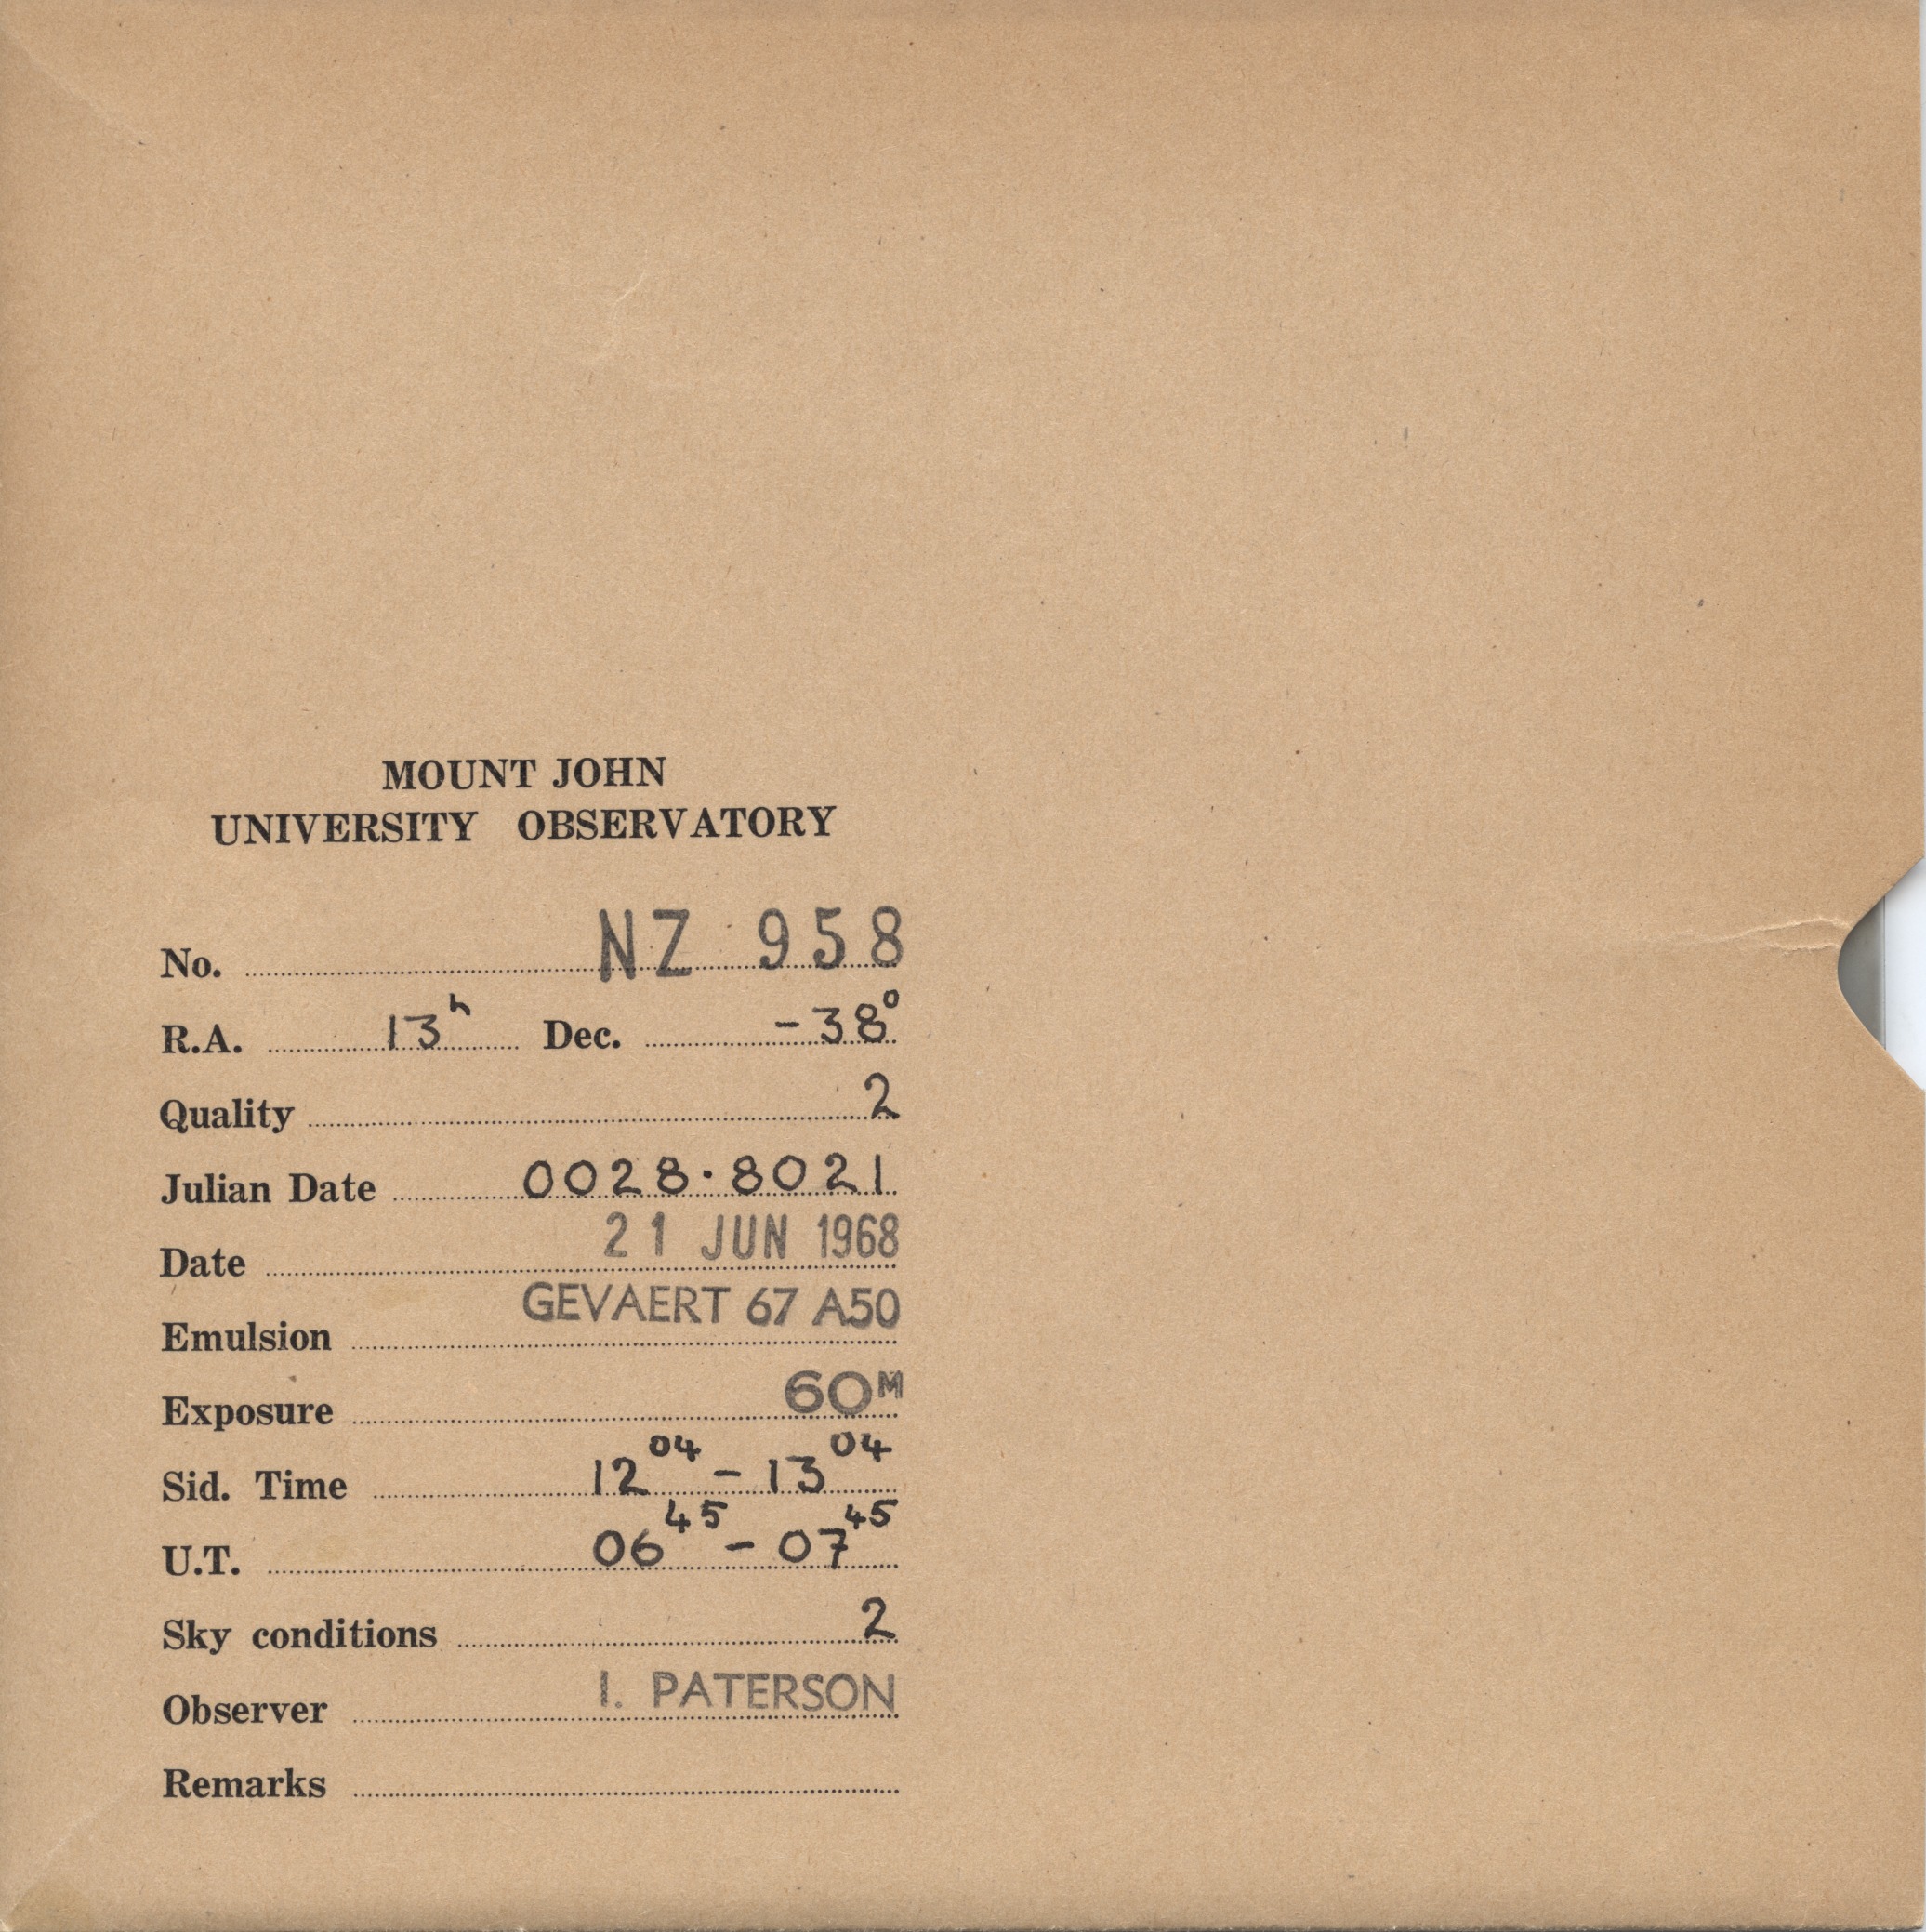 MOUNT JOHN
UNIVERSITY OBSERVATORY
No. NZ 958
R.A. 13h Dec. -38°
Quality 2
Julian Date 0028·8021
Date 21 JUN 1968
Emulsion GEVAERT 67 A50
Exposure 60M
Sid. Time 12 04 - 13 04
U.T. 06 45 - 07 45
Sky conditions 2
Observer I. PATERSON
Remarks